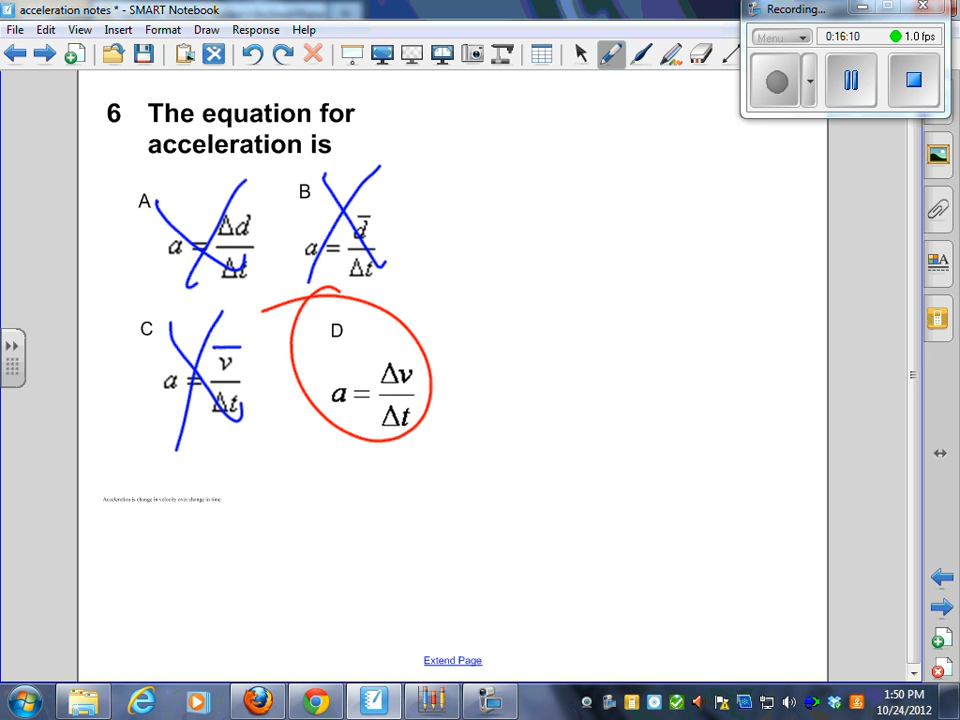 acceleration notes * - SMART Notebook
Recording...
File Edit View Insert Format Draw Response Help
Menu 0:16:10 1.0 fps
6 The equation for
acceleration is
A
a = Δd / Δt
B
a = d̅ / Δt
C
a = v̅ / Δt
D
a = Δv / Δt
Acceleration is change in velocity over change in time
Extend Page
1:50 PM
10/24/2012